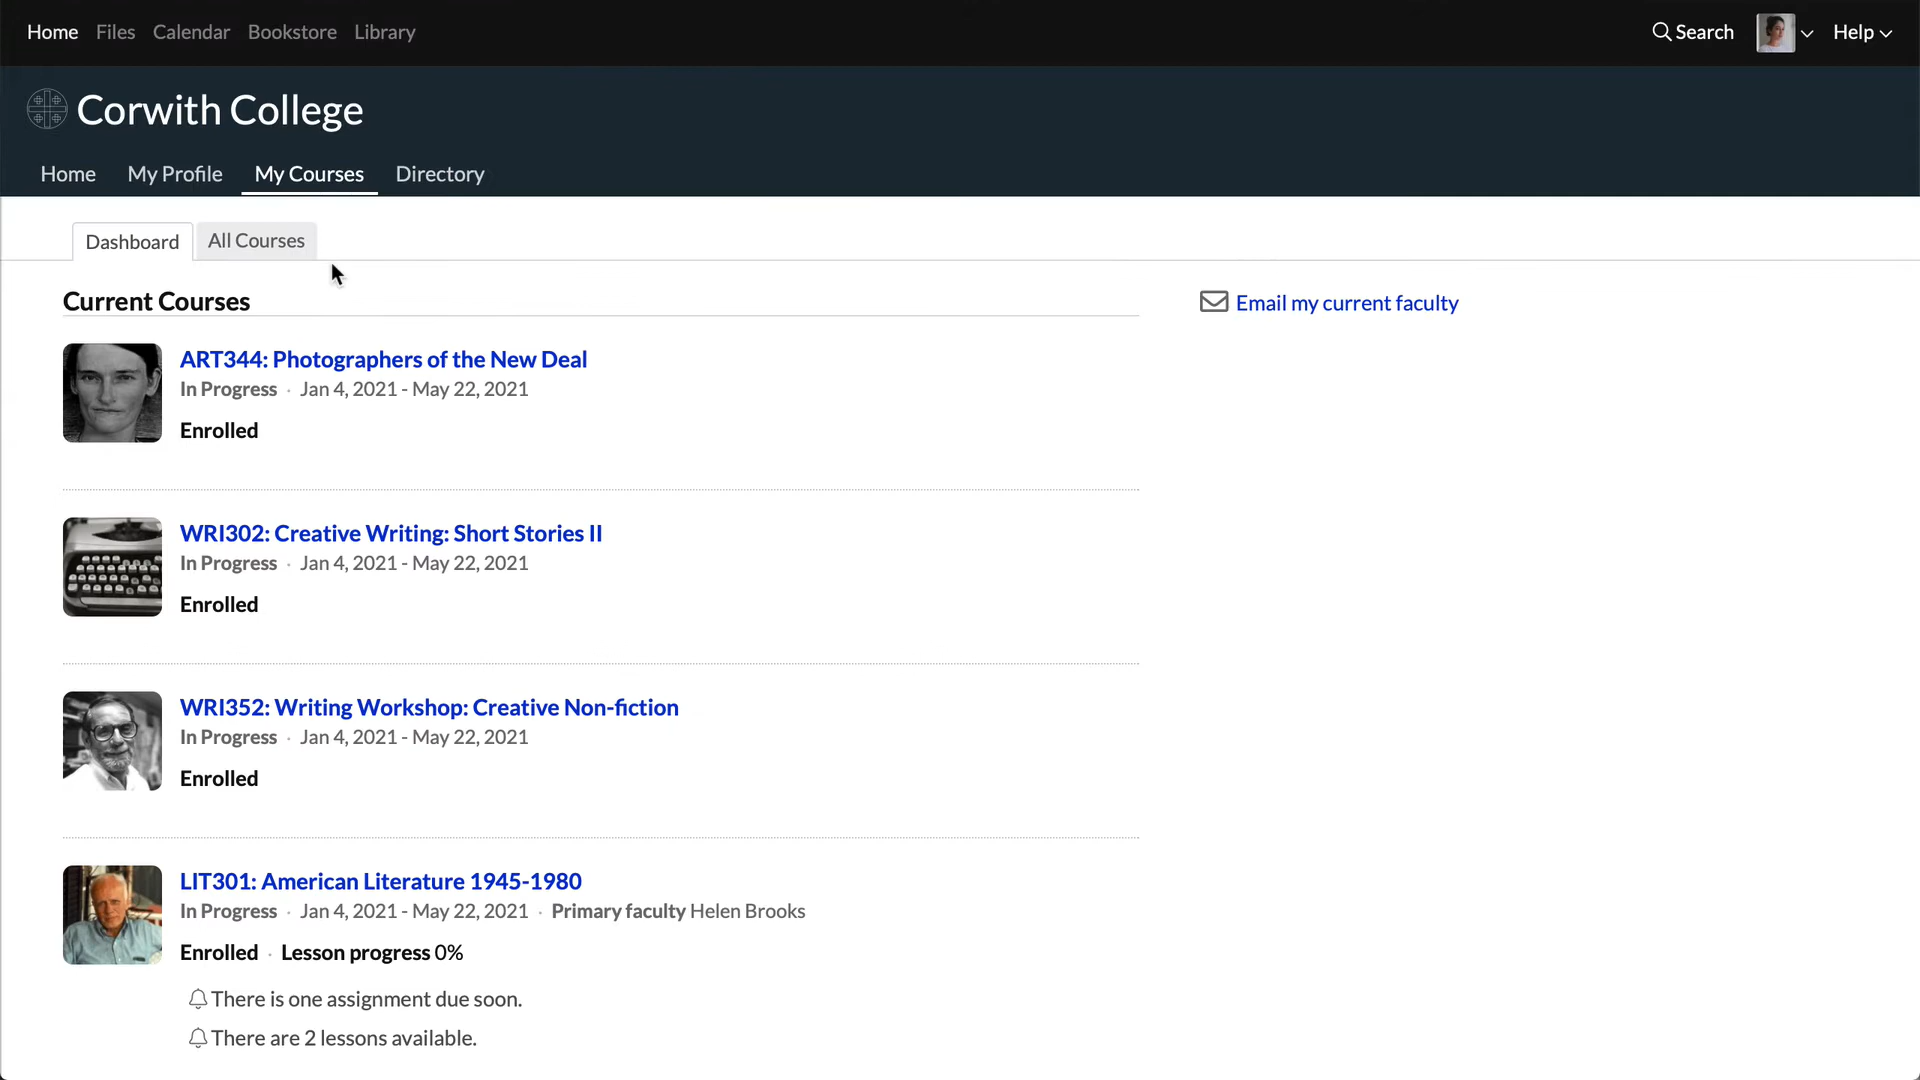 Home Files Calendar Bookstore Library Search Help
Corwith College
Home My Profile My Courses Directory
Dashboard All Courses
Current Courses
Email my current faculty
ART344: Photographers of the New Deal
In Progress · Jan 4, 2021 - May 22, 2021
Enrolled
WRI302: Creative Writing: Short Stories II
In Progress · Jan 4, 2021 - May 22, 2021
Enrolled
WRI352: Writing Workshop: Creative Non-fiction
In Progress · Jan 4, 2021 - May 22, 2021
Enrolled
LIT301: American Literature 1945-1980
In Progress · Jan 4, 2021 - May 22, 2021 · Primary faculty Helen Brooks
Enrolled · Lesson progress 0%
There is one assignment due soon.
There are 2 lessons available.